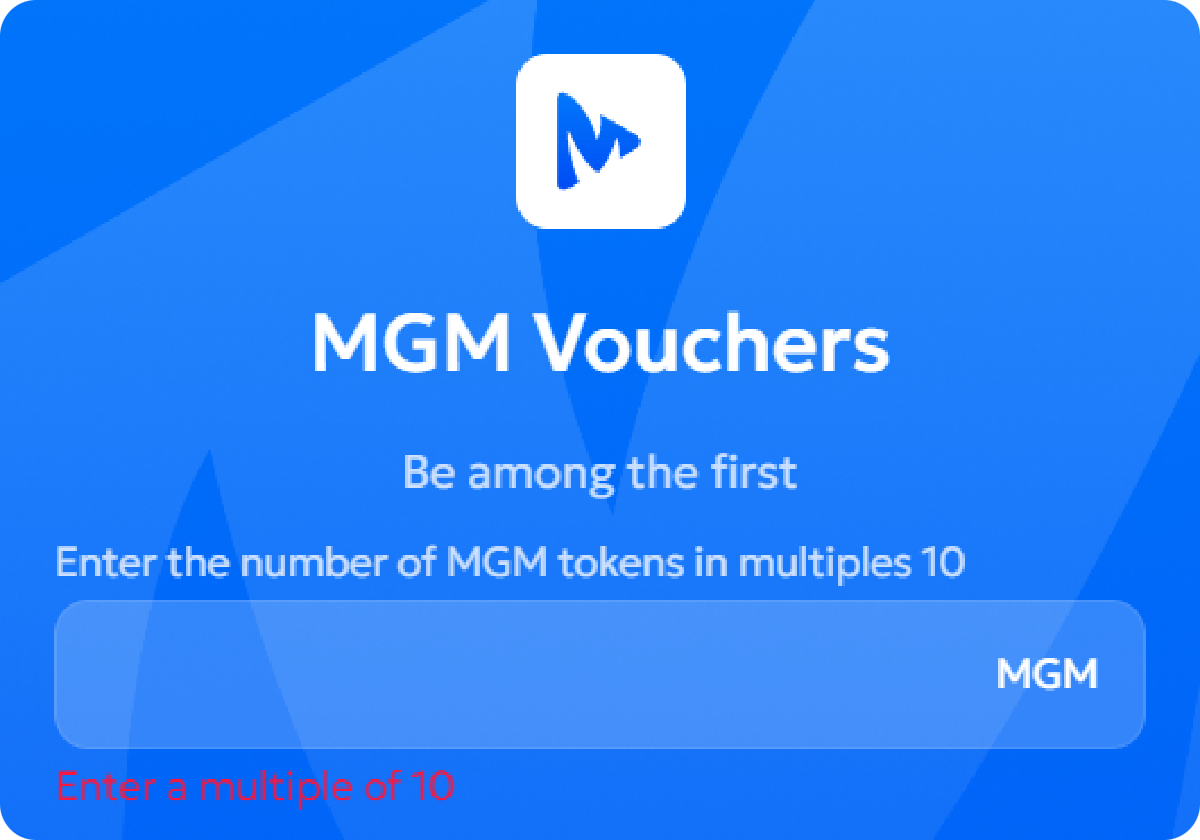 MGM Vouchers
Be among the first
Enter the number of MGM tokens in multiples 10
MGM
Enter a multiple of 10